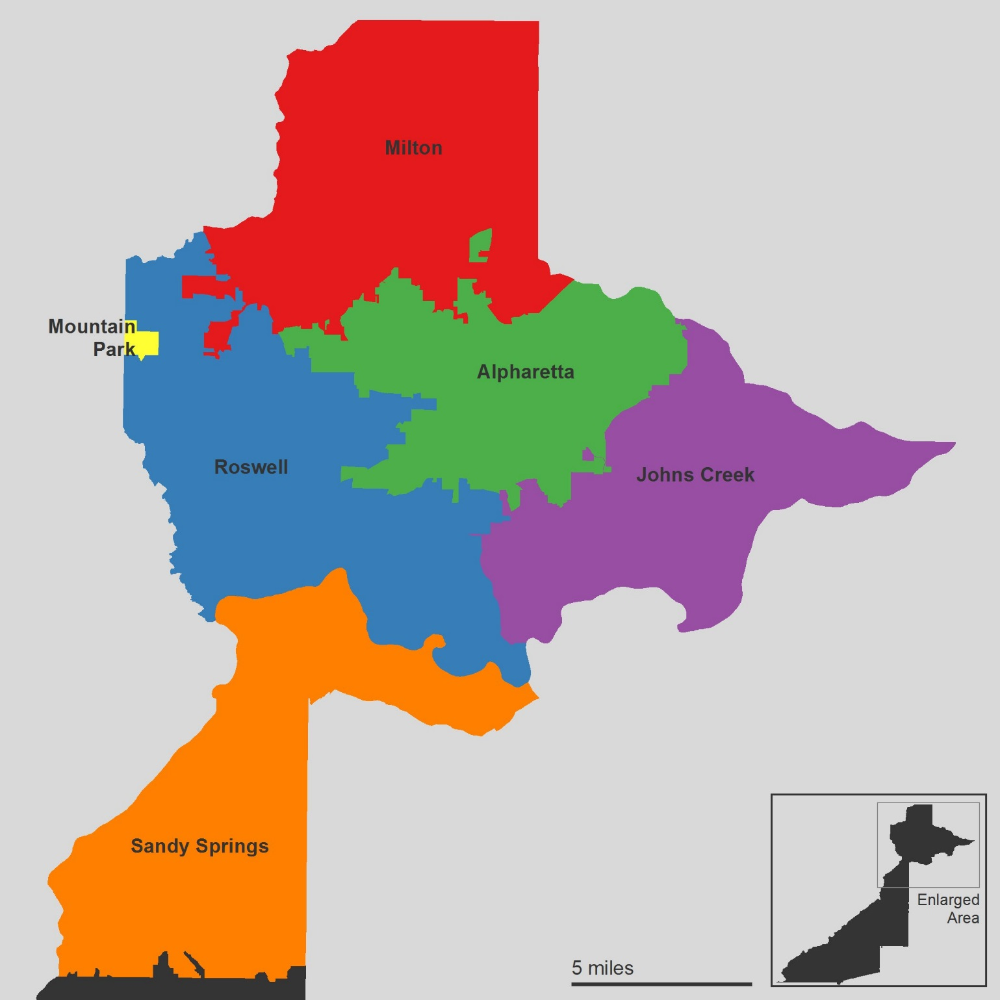 Milton
Mountain
Park
Alpharetta
Roswell
Johns Creek
Sandy Springs
Enlarged
Area
5 miles